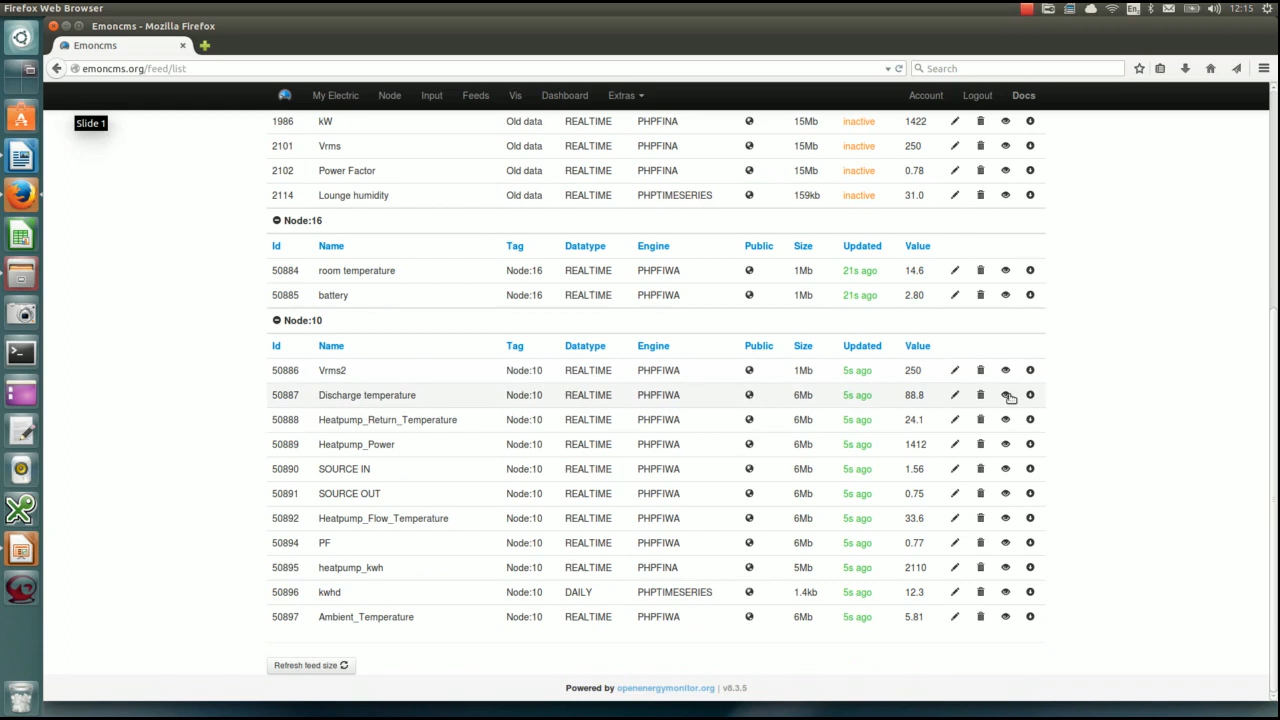 Firefox Web Browser
En
12:15
Emoncms - Mozilla Firefox
Emoncms
emoncms.org/feed/list
Search
My Electric Node Input Feeds Vis Dashboard Extras Account Logout Docs
Slide 1
1986 kW Old data REALTIME PHPFINA 15Mb inactive 1422
2101 Vrms Old data REALTIME PHPFINA 15Mb inactive 250
2102 Power Factor Old data REALTIME PHPFINA 15Mb inactive 0.78
2114 Lounge humidity Old data REALTIME PHPTIMESERIES 159kb inactive 31.0
Node:16
Id Name Tag Datatype Engine Public Size Updated Value
50884 room temperature Node:16 REALTIME PHPFIWA 1Mb 21s ago 14.6
50885 battery Node:16 REALTIME PHPFIWA 1Mb 21s ago 2.80
Node:10
Id Name Tag Datatype Engine Public Size Updated Value
50886 Vrms2 Node:10 REALTIME PHPFIWA 1Mb 5s ago 250
50887 Discharge temperature Node:10 REALTIME PHPFIWA 6Mb 5s ago 88.8
50888 Heatpump_Return_Temperature Node:10 REALTIME PHPFIWA 6Mb 5s ago 24.1
50889 Heatpump_Power Node:10 REALTIME PHPFIWA 6Mb 5s ago 1412
50890 SOURCE IN Node:10 REALTIME PHPFIWA 6Mb 5s ago 1.56
50891 SOURCE OUT Node:10 REALTIME PHPFIWA 6Mb 5s ago 0.75
50892 Heatpump_Flow_Temperature Node:10 REALTIME PHPFIWA 6Mb 5s ago 33.6
50894 PF Node:10 REALTIME PHPFIWA 6Mb 5s ago 0.77
50895 heatpump_kwh Node:10 REALTIME PHPFINA 5Mb 5s ago 2110
50896 kwhd Node:10 DAILY PHPTIMESERIES 1.4kb 5s ago 12.3
50897 Ambient_Temperature Node:10 REALTIME PHPFIWA 6Mb 5s ago 5.81
Refresh feed size
Powered by openenergymonitor.org | v8.3.5